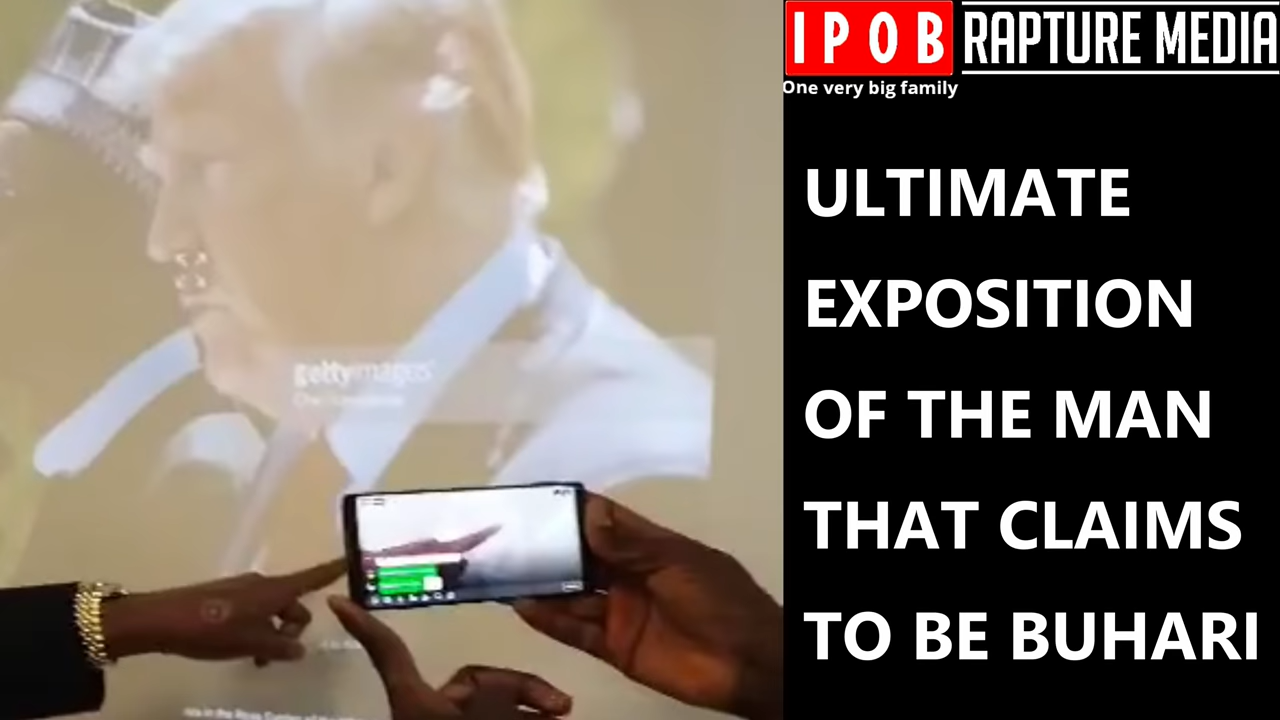 IPOB RAPTURE MEDIA
One very big family
ULTIMATE
EXPOSITION
OF THE MAN
THAT CLAIMS
TO BE BUHARI
gettyimages